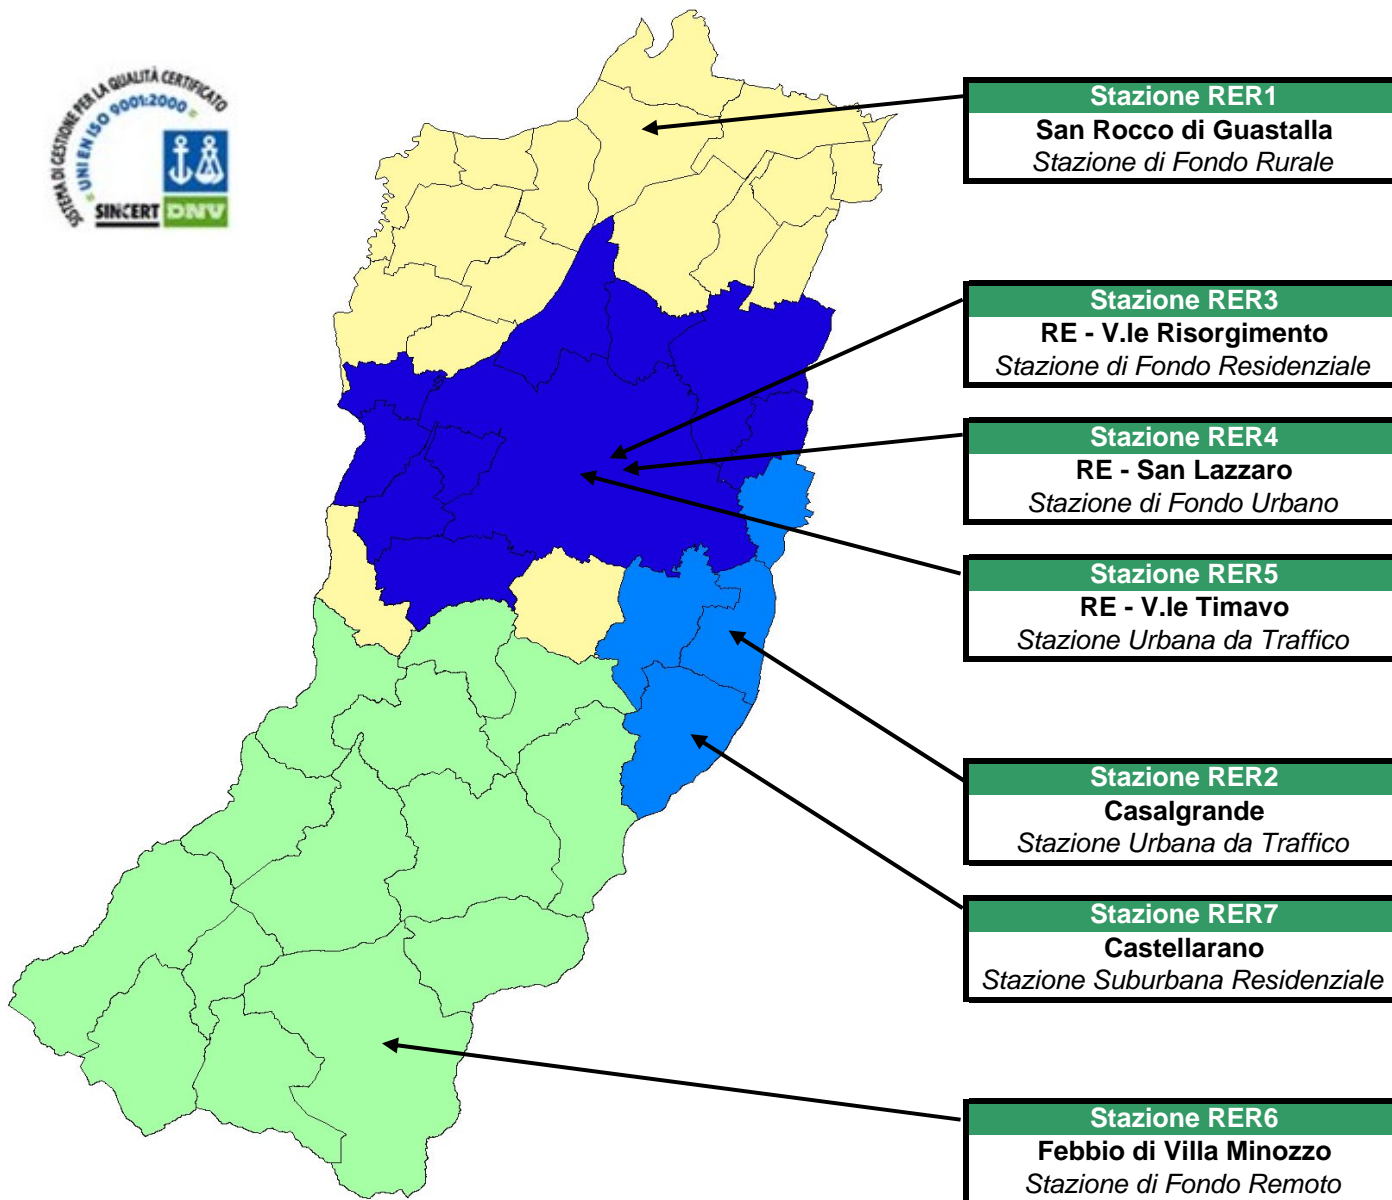 SISTEMA DI GESTIONE PER LA QUALITÀ CERTIFICATO
= UNI EN ISO 9001:2000 =
SINCERT DNV
Stazione RER1
San Rocco di Guastalla
Stazione di Fondo Rurale
Stazione RER3
RE - V.le Risorgimento
Stazione di Fondo Residenziale
Stazione RER4
RE - San Lazzaro
Stazione di Fondo Urbano
Stazione RER5
RE - V.le Timavo
Stazione Urbana da Traffico
Stazione RER2
Casalgrande
Stazione Urbana da Traffico
Stazione RER7
Castellarano
Stazione Suburbana Residenziale
Stazione RER6
Febbio di Villa Minozzo
Stazione di Fondo Remoto